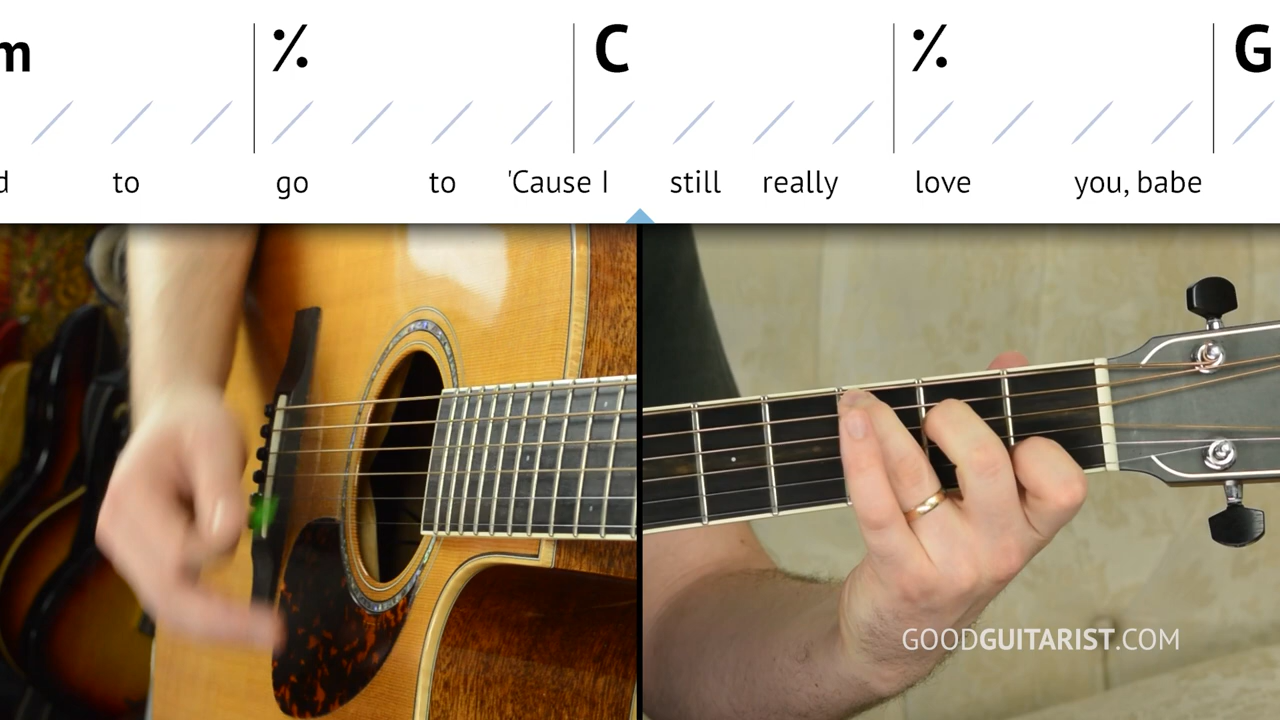 m % C % G
to go to 'Cause I still really love you, babe
GOODGUITARIST.COM